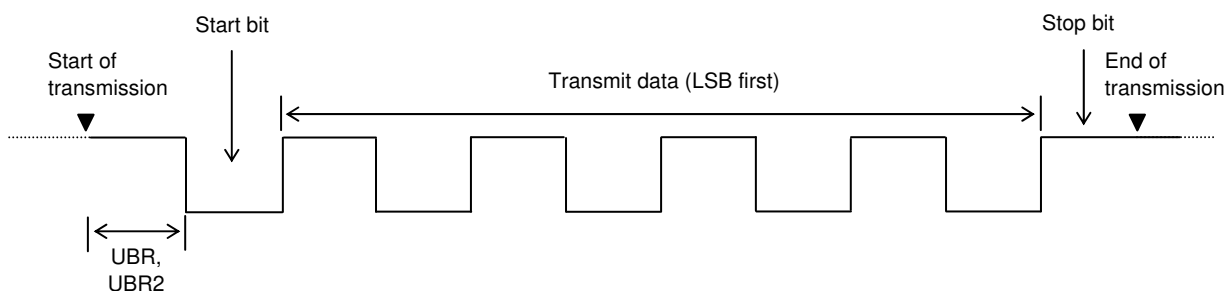 Start bit
Stop bit
Start of
transmission
End of
transmission
Transmit data (LSB first)
UBR,
UBR2